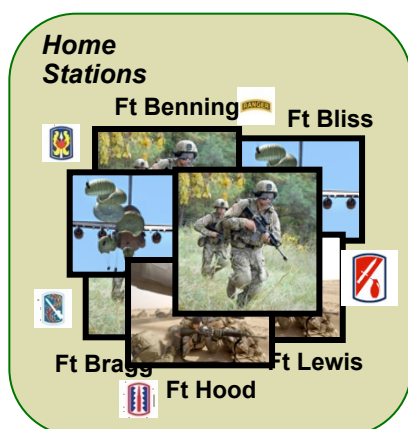 Home
Stations
Ft Benning
RANGER
Ft Bliss
Ft Bragg
Ft Lewis
Ft Hood